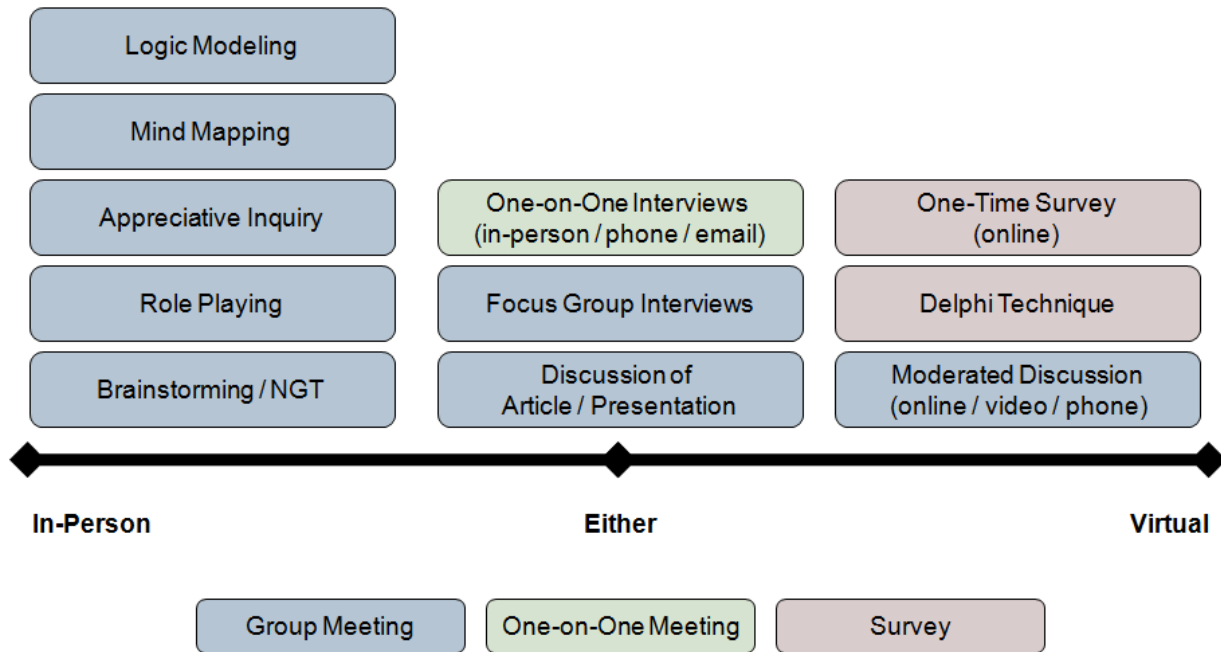 Logic Modeling
Mind Mapping
Appreciative Inquiry
Role Playing
Brainstorming / NGT
One-on-One Interviews
(in-person / phone / email)
Focus Group Interviews
Discussion of
Article / Presentation
One-Time Survey
(online)
Delphi Technique
Moderated Discussion
(online / video / phone)
In-Person
Either
Virtual
Group Meeting
One-on-One Meeting
Survey